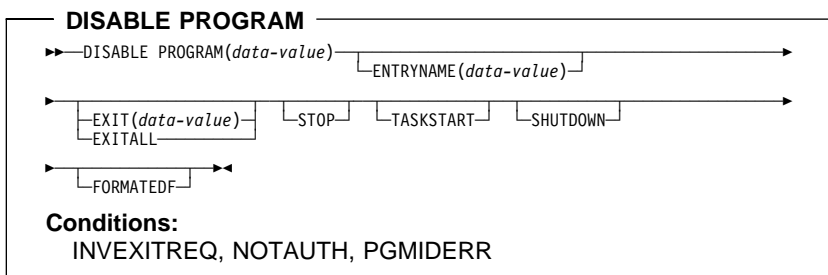 DISABLE PROGRAM
DISABLE PROGRAM(data-value)
ENTRYNAME(data-value)
EXIT(data-value) STOP TASKSTART SHUTDOWN
EXITALL
FORMATEDF
Conditions:
INVEXITREQ, NOTAUTH, PGMIDERR